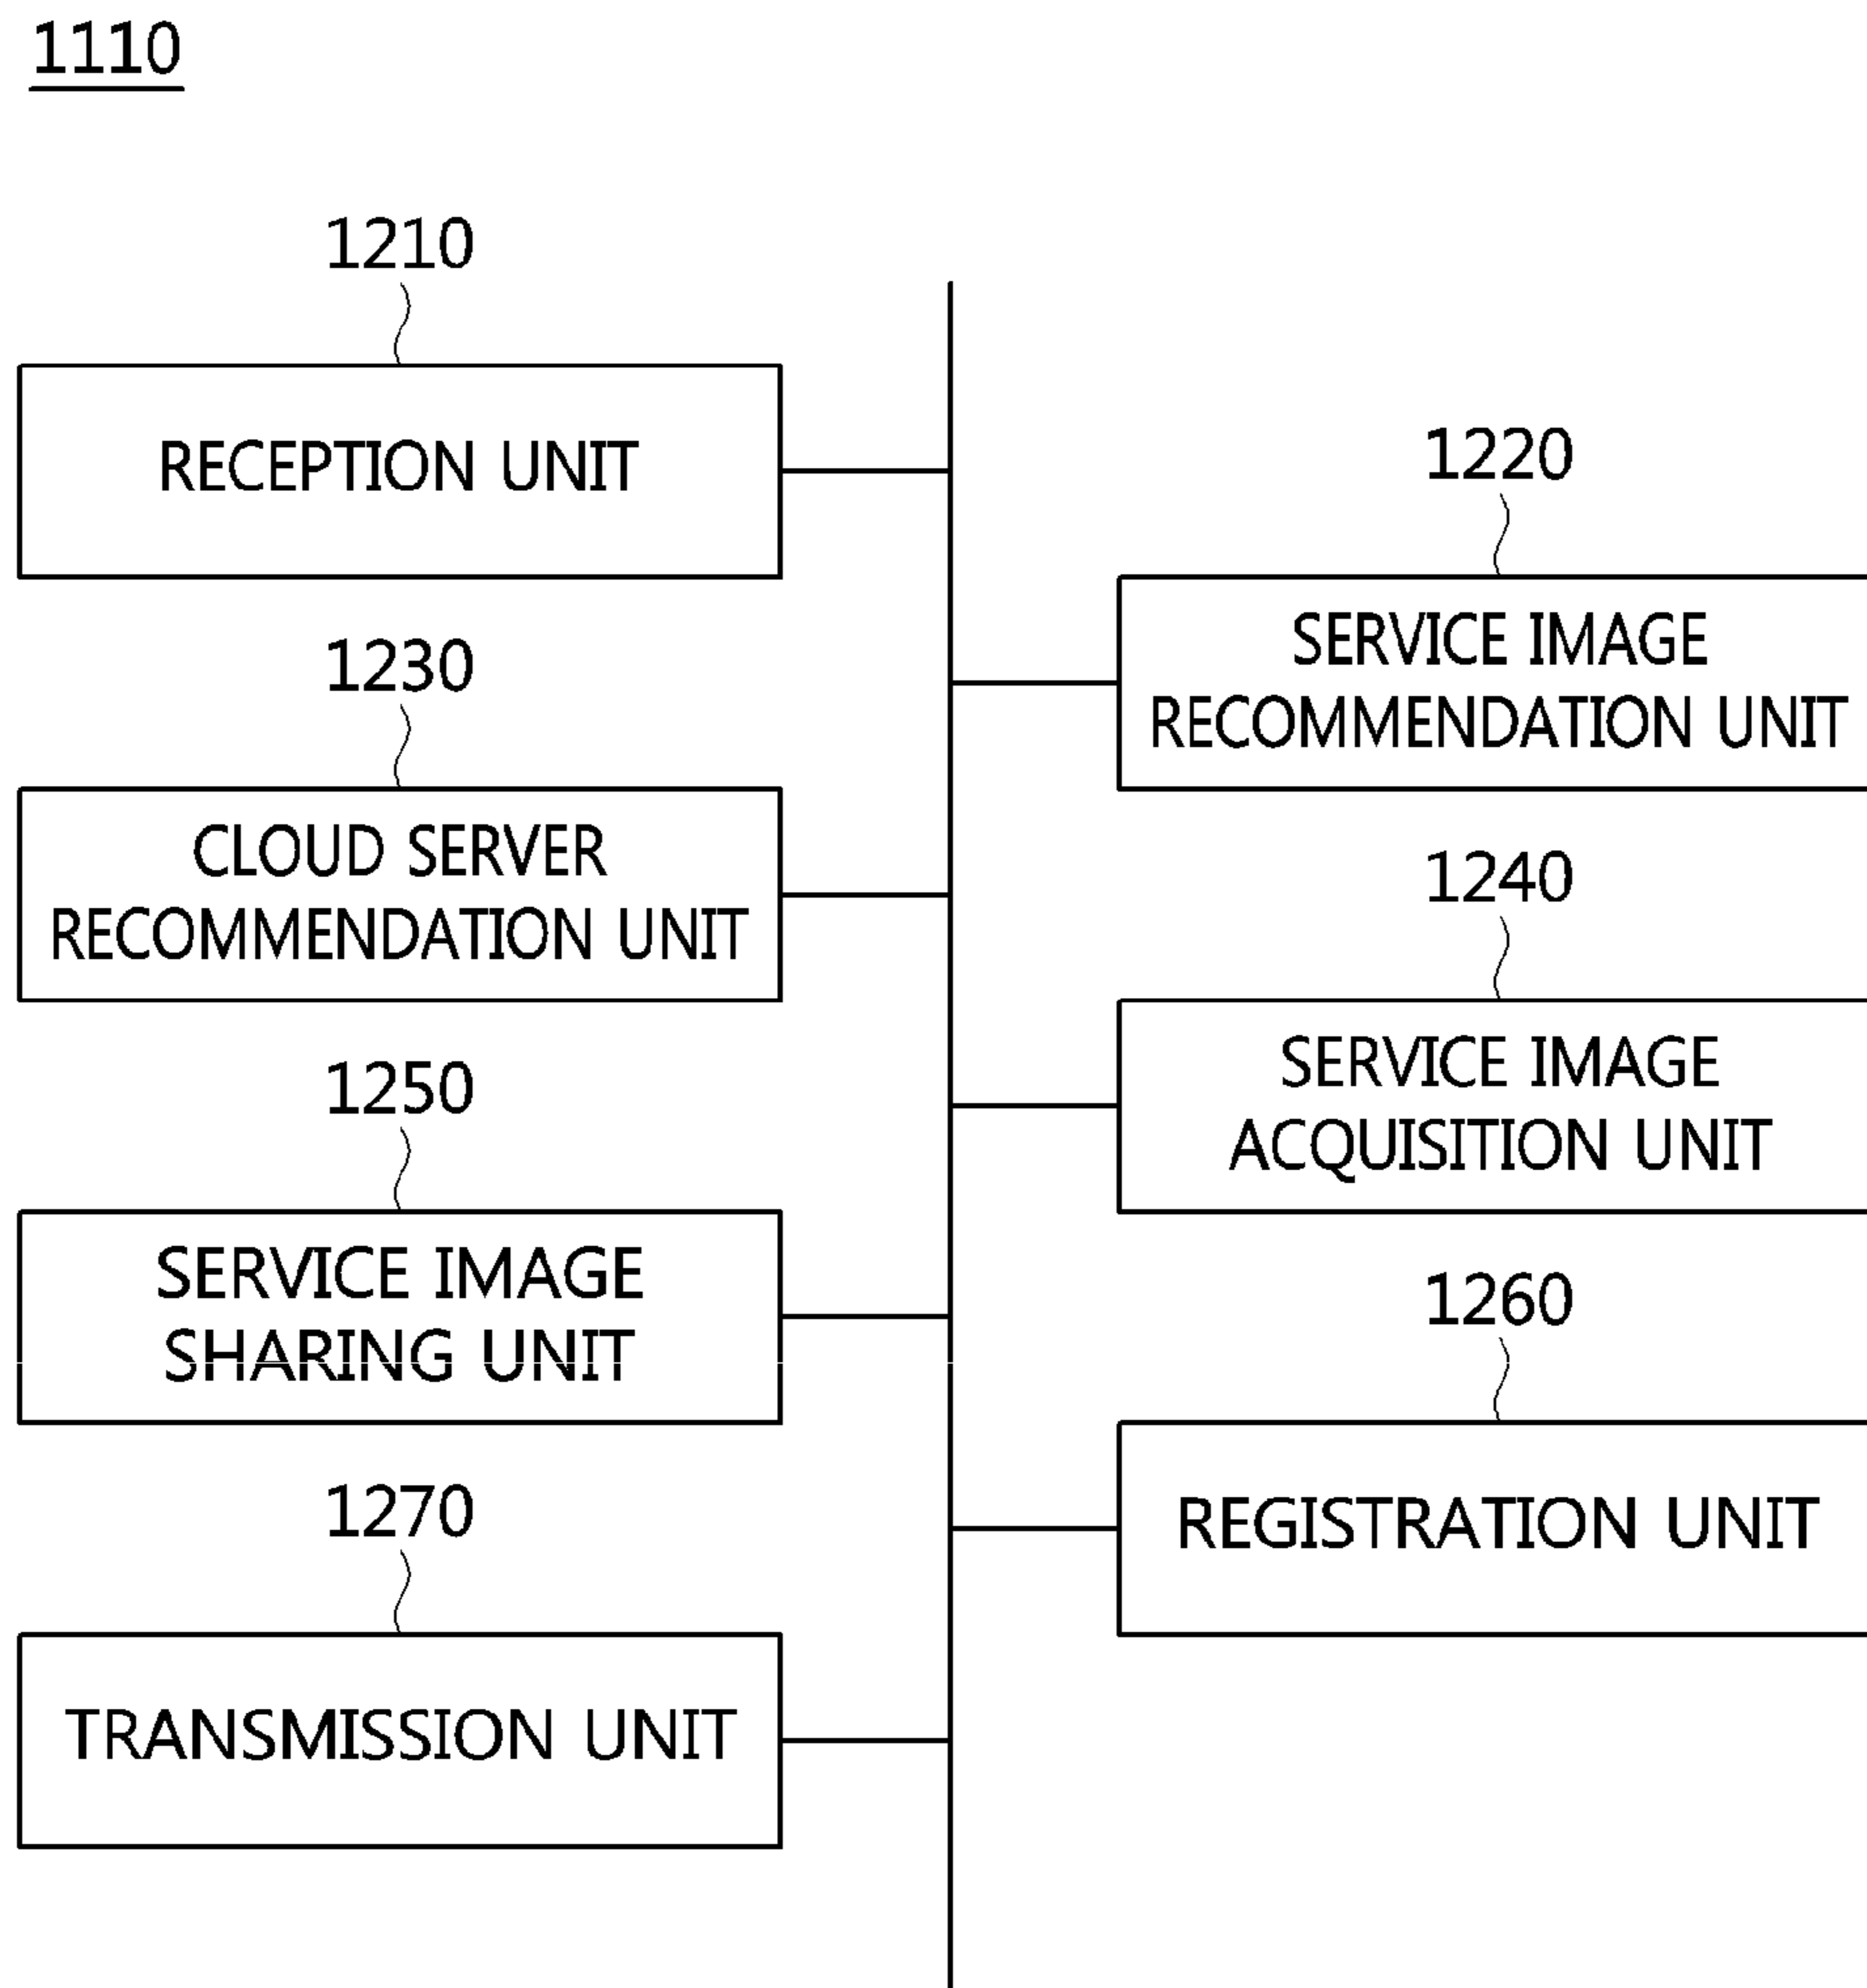 1110
1210
RECEPTION UNIT
1220
SERVICE IMAGE
RECOMMENDATION UNIT
1230
CLOUD SERVER
RECOMMENDATION UNIT
1240
SERVICE IMAGE
ACQUISITION UNIT
1250
SERVICE IMAGE
SHARING UNIT
1260
REGISTRATION UNIT
1270
TRANSMISSION UNIT